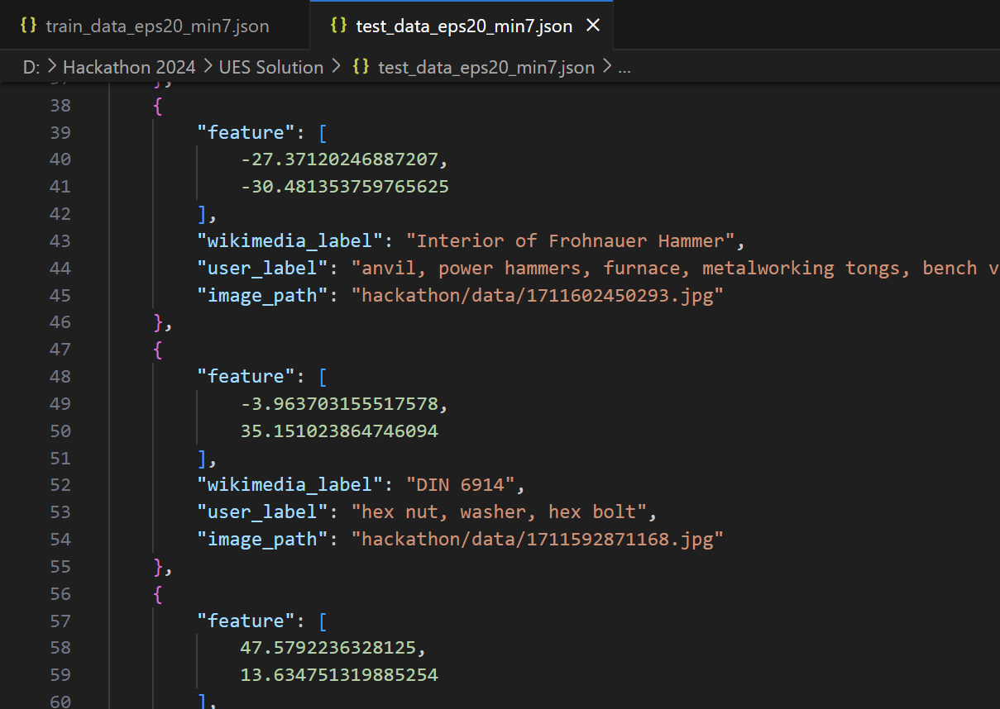 {} train_data_eps20_min7.json {} test_data_eps20_min7.json ×
D: > Hackathon 2024 > UES Solution > {} test_data_eps20_min7.json > ...
38 {
39 "feature": [
40 -27.37120246887207,
41 -30.481353759765625
42 ],
43 "wikimedia_label": "Interior of Frohnauer Hammer",
44 "user_label": "anvil, power hammers, furnace, metalworking tongs, bench v
45 "image_path": "hackathon/data/1711602450293.jpg"
46 },
47 {
48 "feature": [
49 -3.963703155517578,
50 35.151023864746094
51 ],
52 "wikimedia_label": "DIN 6914",
53 "user_label": "hex nut, washer, hex bolt",
54 "image_path": "hackathon/data/1711592871168.jpg"
55 },
56 {
57 "feature": [
58 47.5792236328125,
59 13.634751319885254
60 ],